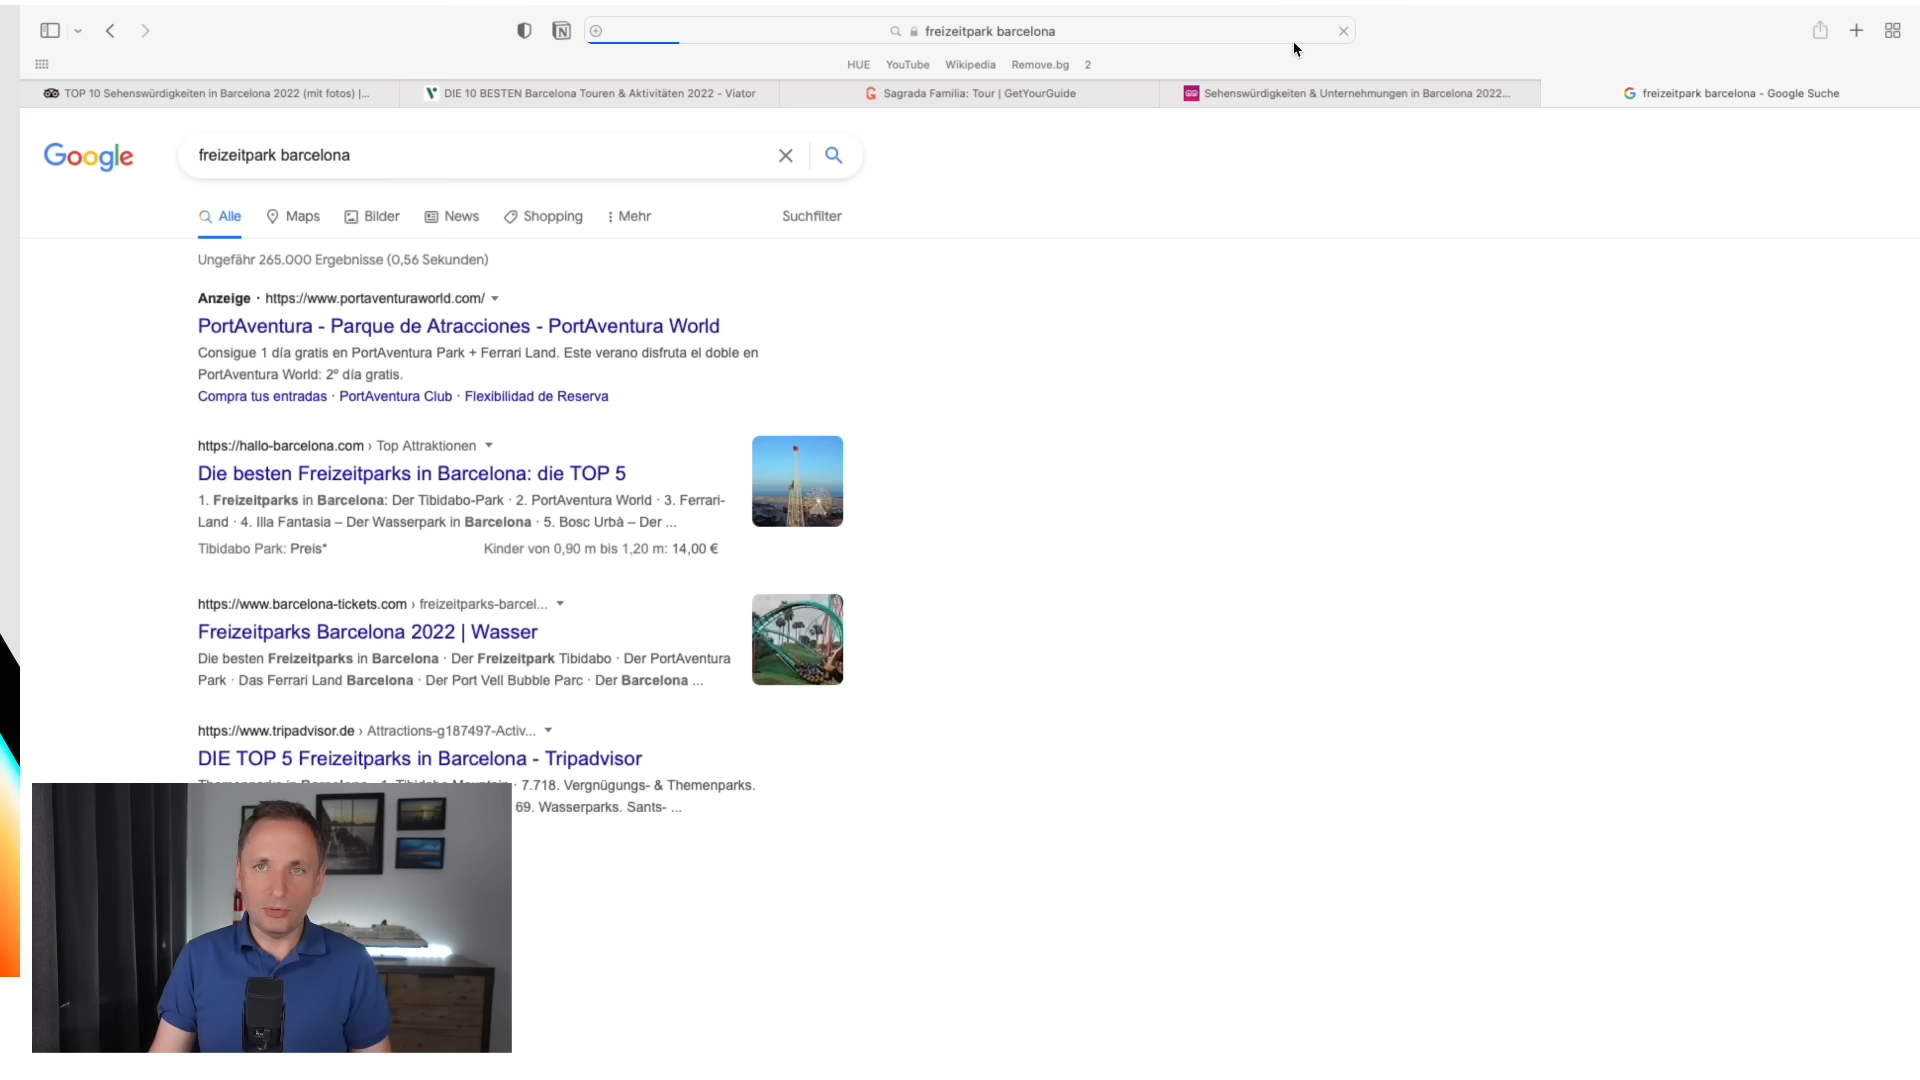 freizeitpark barcelona
HUE YouTube Wikipedia Remove.bg 2
TOP 10 Sehenswürdigkeiten in Barcelona 2022 (mit fotos) |...
DIE 10 BESTEN Barcelona Touren & Aktivitäten 2022 - Viator
Sagrada Familia: Tour | GetYourGuide
Sehenswürdigkeiten & Unternehmungen in Barcelona 2022...
freizeitpark barcelona - Google Suche
Google
freizeitpark barcelona
Alle Maps Bilder News Shopping Mehr Suchfilter
Ungefähr 265.000 Ergebnisse (0,56 Sekunden)
Anzeige · https://www.portaventuraworld.com/
PortAventura - Parque de Atracciones - PortAventura World
Consigue 1 día gratis en PortAventura Park + Ferrari Land. Este verano disfruta el doble en
PortAventura World: 2º día gratis.
Compra tus entradas · PortAventura Club · Flexibilidad de Reserva
https://hallo-barcelona.com › Top Attraktionen
Die besten Freizeitparks in Barcelona: die TOP 5
1. Freizeitparks in Barcelona: Der Tibidabo-Park · 2. PortAventura World · 3. Ferrari-
Land · 4. Illa Fantasia – Der Wasserpark in Barcelona · 5. Bosc Urbà – Der ...
Tibidabo Park: Preis* Kinder von 0,90 m bis 1,20 m: 14,00 €
https://www.barcelona-tickets.com › freizeitparks-barcel...
Freizeitparks Barcelona 2022 | Wasser
Die besten Freizeitparks in Barcelona · Der Freizeitpark Tibidabo · Der PortAventura
Park · Das Ferrari Land Barcelona · Der Port Vell Bubble Parc · Der Barcelona ...
https://www.tripadvisor.de › Attractions-g187497-Activ...
DIE TOP 5 Freizeitparks in Barcelona - Tripadvisor
Themenparks in Barcelona · 1. Tibidabo Mountain · 7.718. Vergnügungs- & Themenparks.
69. Wasserparks. Sants- ...